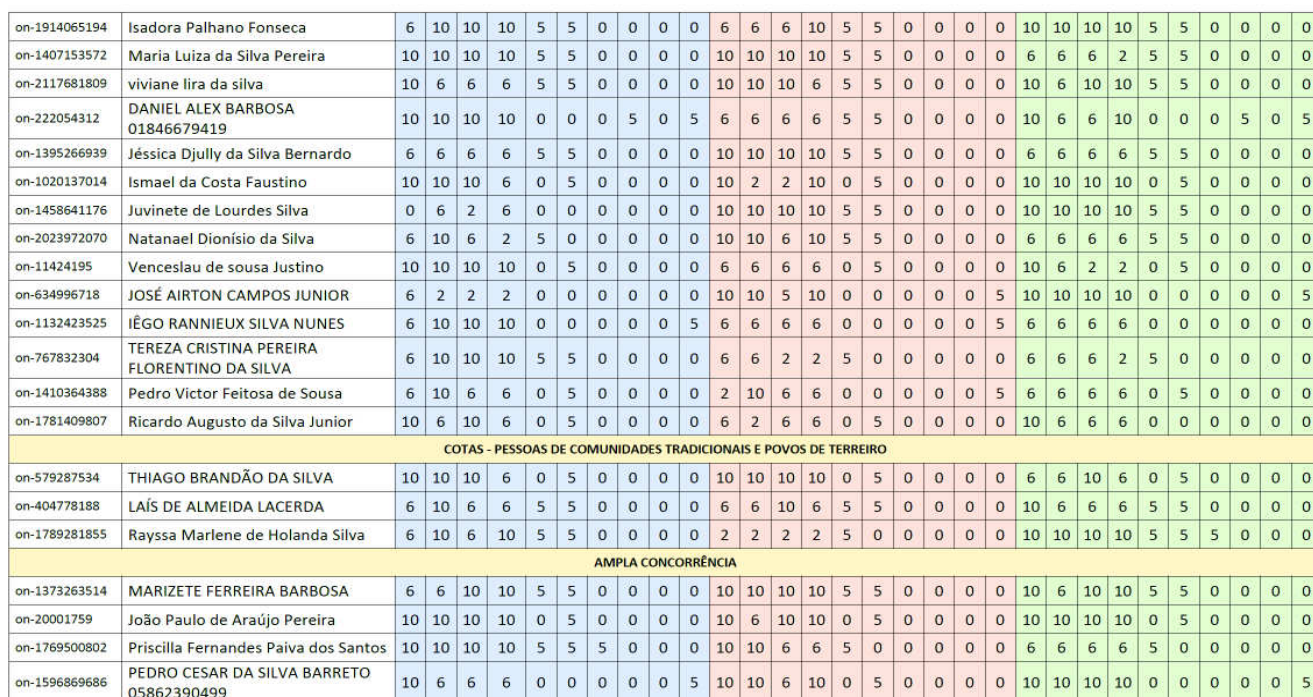 on-1914065194 Isadora Palhano Fonseca 6 10 10 10 5 5 0 0 0 0 6 6 6 10 5 5 0 0 0 0 10 10 10 10 5 5 0 0 0 0
on-1407153572 Maria Luiza da Silva Pereira 10 10 10 10 5 5 0 0 0 0 10 10 10 10 5 5 0 0 0 0 6 6 6 2 5 5 0 0 0 0
on-2117681809 viviane lira da silva 10 6 6 6 5 5 0 0 0 0 10 10 10 6 5 5 0 0 0 0 10 6 10 10 5 5 0 0 0 0
on-222054312 DANIEL ALEX BARBOSA 10 10 10 10 0 0 0 5 0 5 6 6 6 6 5 5 0 0 0 0 10 6 6 10 0 0 0 5 0 5
01846679419
on-1395266939 Jéssica Djully da Silva Bernardo 6 6 6 6 5 5 0 0 0 0 10 10 10 10 5 5 0 0 0 0 6 6 6 6 5 5 0 0 0 0
on-1020137014 Ismael da Costa Faustino 10 10 10 6 0 5 0 0 0 0 10 2 2 10 0 5 0 0 0 0 10 10 10 10 0 5 0 0 0 0
on-1458641176 Juvinete de Lourdes Silva 0 6 2 6 0 0 0 0 0 0 10 10 10 10 5 5 0 0 0 0 10 10 10 10 5 5 0 0 0 0
on-2023972070 Natanael Dionísio da Silva 6 10 6 2 5 0 0 0 0 0 10 10 6 10 5 5 0 0 0 0 6 6 6 6 5 5 0 0 0 0
on-11424195 Venceslau de sousa Justino 10 10 10 10 0 5 0 0 0 0 6 6 6 6 0 5 0 0 0 0 10 6 2 2 0 5 0 0 0 0
on-634996718 JOSÉ AIRTON CAMPOS JUNIOR 6 2 2 2 0 0 0 0 0 0 10 10 5 10 0 0 0 0 0 5 10 10 10 10 0 0 0 0 0 5
on-1132423525 IÊGO RANNIEUX SILVA NUNES 6 10 10 10 0 0 0 0 0 5 6 6 6 6 0 0 0 0 0 5 6 6 6 6 0 0 0 0 0 0
on-767832304 TEREZA CRISTINA PEREIRA 6 10 10 10 5 5 0 0 0 0 6 6 2 2 5 0 0 0 0 0 6 6 6 2 5 0 0 0 0 0
FLORENTINO DA SILVA
on-1410364388 Pedro Victor Feitosa de Sousa 6 10 6 6 0 5 0 0 0 0 2 10 6 6 0 0 0 0 0 5 6 6 6 6 0 5 0 0 0 0
on-1781409807 Ricardo Augusto da Silva Junior 10 6 10 6 0 5 0 0 0 0 6 2 6 6 0 5 0 0 0 0 10 6 6 6 0 0 0 0 0 0
COTAS - PESSOAS DE COMUNIDADES TRADICIONAIS E POVOS DE TERREIRO
on-579287534 THIAGO BRANDÃO DA SILVA 10 10 10 6 0 5 0 0 0 0 10 10 10 10 0 5 0 0 0 0 6 6 10 6 0 5 0 0 0 0
on-404778188 LAÍS DE ALMEIDA LACERDA 6 10 6 6 5 5 0 0 0 0 6 6 10 6 5 5 0 0 0 0 10 6 6 6 5 5 0 0 0 0
on-1789281855 Rayssa Marlene de Holanda Silva 6 10 6 10 5 5 0 0 0 0 2 2 2 2 5 0 0 0 0 0 10 10 10 10 5 5 5 0 0 0
AMPLA CONCORRÊNCIA
on-1373263514 MARIZETE FERREIRA BARBOSA 6 6 10 10 5 5 0 0 0 0 10 10 10 10 5 5 0 0 0 0 10 6 10 10 5 5 0 0 0 0
on-20001759 João Paulo de Araújo Pereira 10 10 10 10 0 5 0 0 0 0 10 6 10 10 0 5 0 0 0 0 10 10 10 10 0 5 0 0 0 0
on-1769500802 Priscilla Fernandes Paiva dos Santos 10 10 10 10 5 5 5 0 0 0 10 10 6 6 5 0 0 0 0 0 6 6 6 6 5 5 0 0 0 0
on-1596869686 PEDRO CESAR DA SILVA BARRETO 10 6 6 6 0 0 0 0 0 5 10 10 6 10 0 5 0 0 0 0 10 10 10 10 0 0 0 0 0 5
05862390499